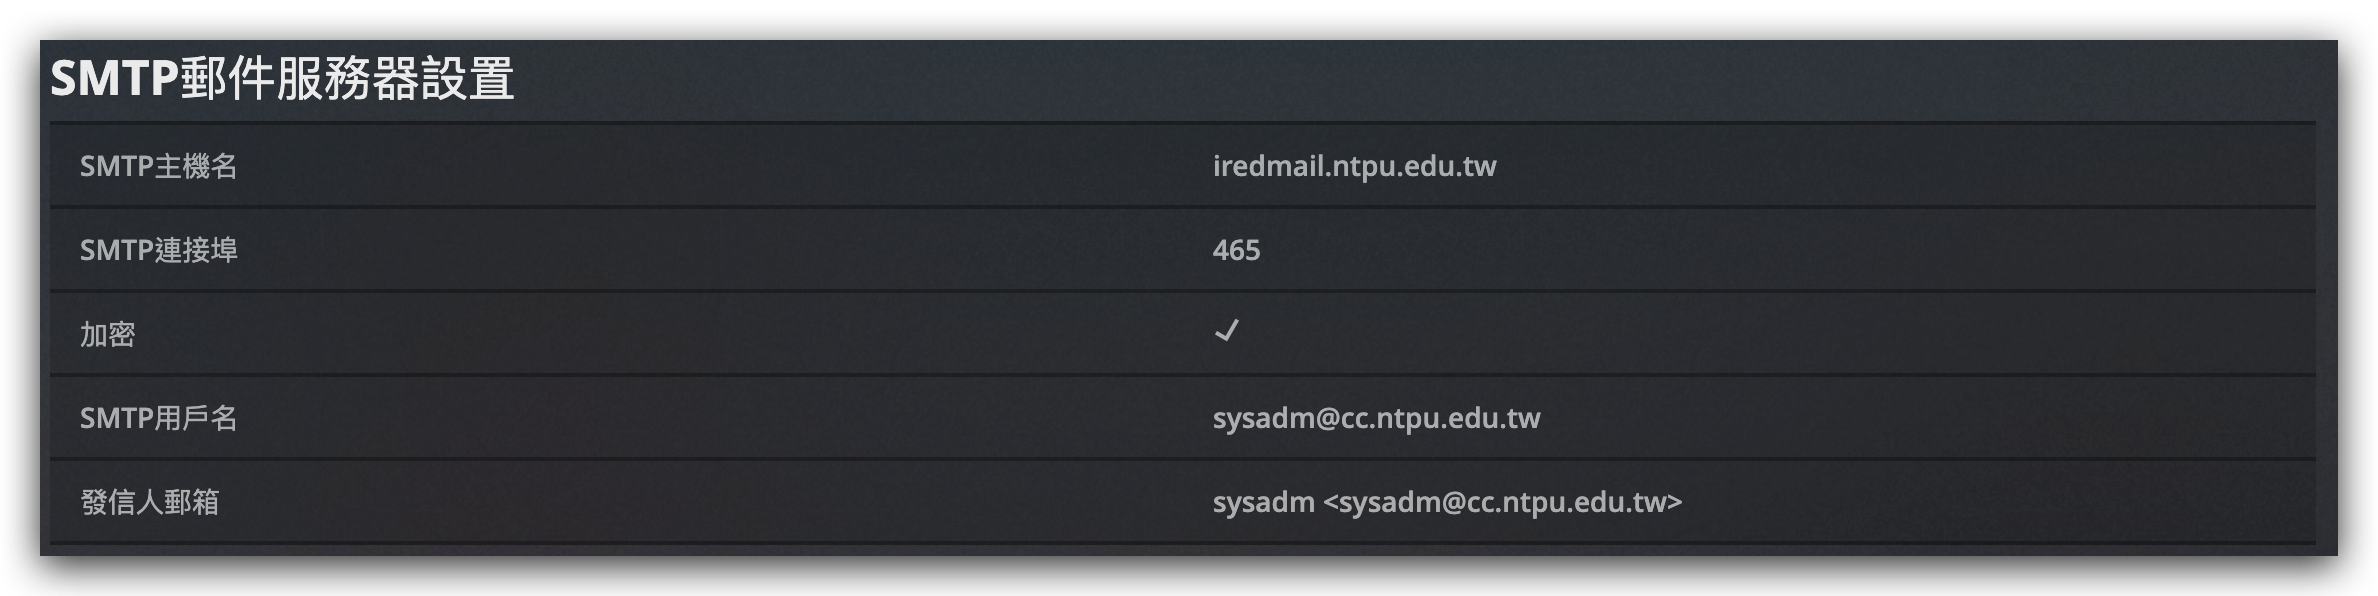 SMTP郵件服務器設置
SMTP主機名 iredmail.ntpu.edu.tw
SMTP連接埠 465
加密 ✓
SMTP用戶名 sysadm@cc.ntpu.edu.tw
發信人郵箱 sysadm <sysadm@cc.ntpu.edu.tw>